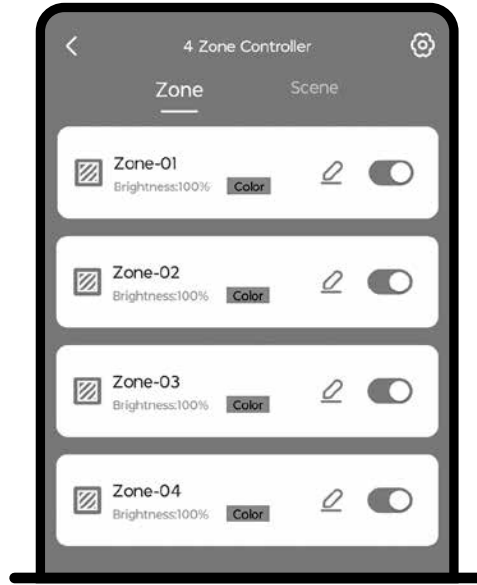 4 Zone Controller
Zone Scene
Zone-01
Brightness:100% Color
Zone-02
Brightness:100% Color
Zone-03
Brightness:100% Color
Zone-04
Brightness:100% Color